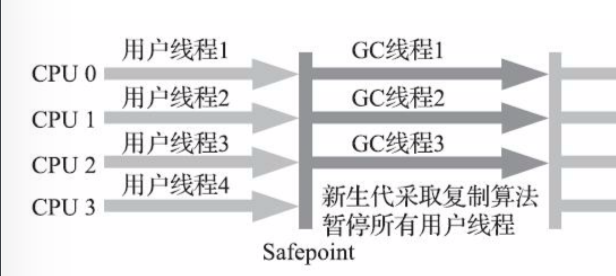 用户线程1
GC线程1
CPU 0
用户线程2
GC线程2
CPU 1
用户线程3
GC线程3
CPU 2
用户线程4
CPU 3
新生代采取复制算法
暂停所有用户线程
Safepoint